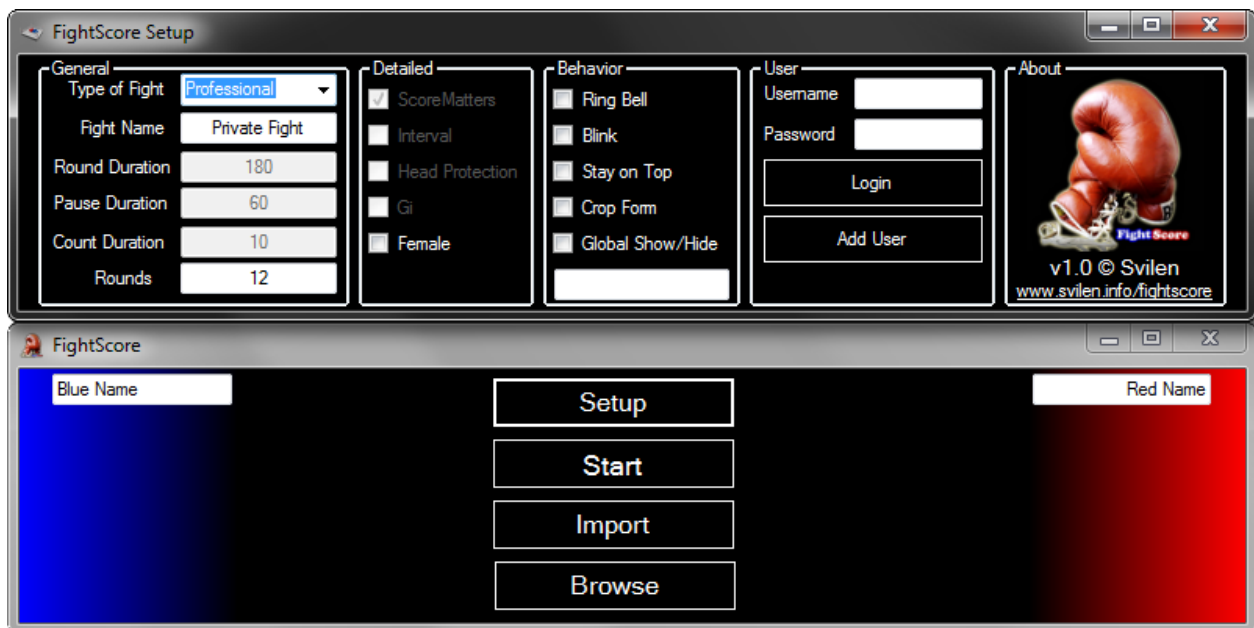 FightScore Setup
General
Type of Fight Professional
Fight Name Private Fight
Round Duration 180
Pause Duration 60
Count Duration 10
Rounds 12
Detailed
ScoreMatters
Interval
Head Protection
Gi
Female
Behavior
Ring Bell
Blink
Stay on Top
Crop Form
Global Show/Hide
User
Username
Password
Login
Add User
About
FightScore
v1.0 © Svilen
www.svilen.info/fightscore
FightScore
Blue Name
Red Name
Setup
Start
Import
Browse